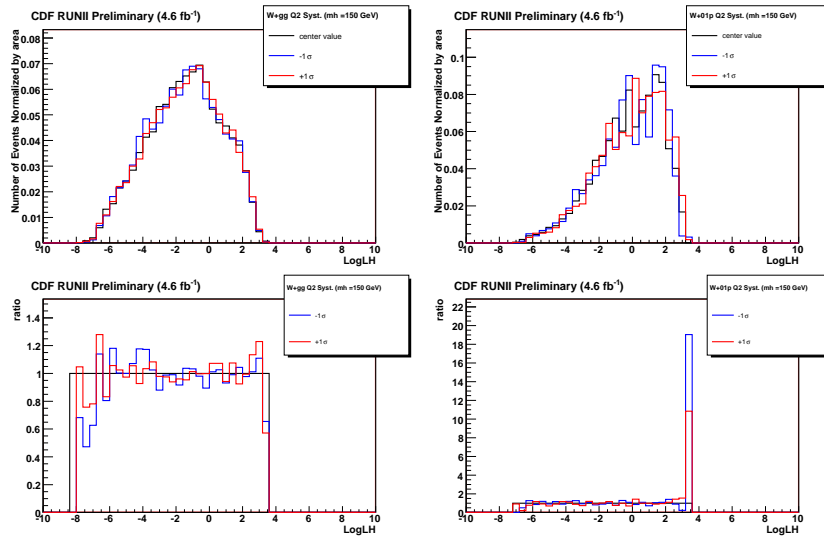 CDF RUNII Preliminary (4.6 fb-1)
W+gg Q2 Syst. (mh =150 GeV)
center value
-1 σ
+1 σ
Number of Events Normalized by area
0.08
0.07
0.06
0.05
0.04
0.03
0.02
0.01
0
-10 -8 -6 -4 -2 0 2 4 6 8 10
LogLH
CDF RUNII Preliminary (4.6 fb-1)
W+01p Q2 Syst. (mh =150 GeV)
center value
-1 σ
+1 σ
Number of Events Normalized by area
0.1
0.08
0.06
0.04
0.02
0
-10 -8 -6 -4 -2 0 2 4 6 8 10
LogLH
CDF RUNII Preliminary (4.6 fb-1)
W+gg Q2 Syst. (mh =150 GeV)
-1 σ
+1 σ
ratio
1.4
1.2
1
0.8
0.6
0.4
0.2
0
-10 -8 -6 -4 -2 0 2 4 6 8 10
LogLH
CDF RUNII Preliminary (4.6 fb-1)
W+01p Q2 Syst. (mh =150 GeV)
-1 σ
+1 σ
ratio
22
20
18
16
14
12
10
8
6
4
2
0
-10 -8 -6 -4 -2 0 2 4 6 8 10
LogLH